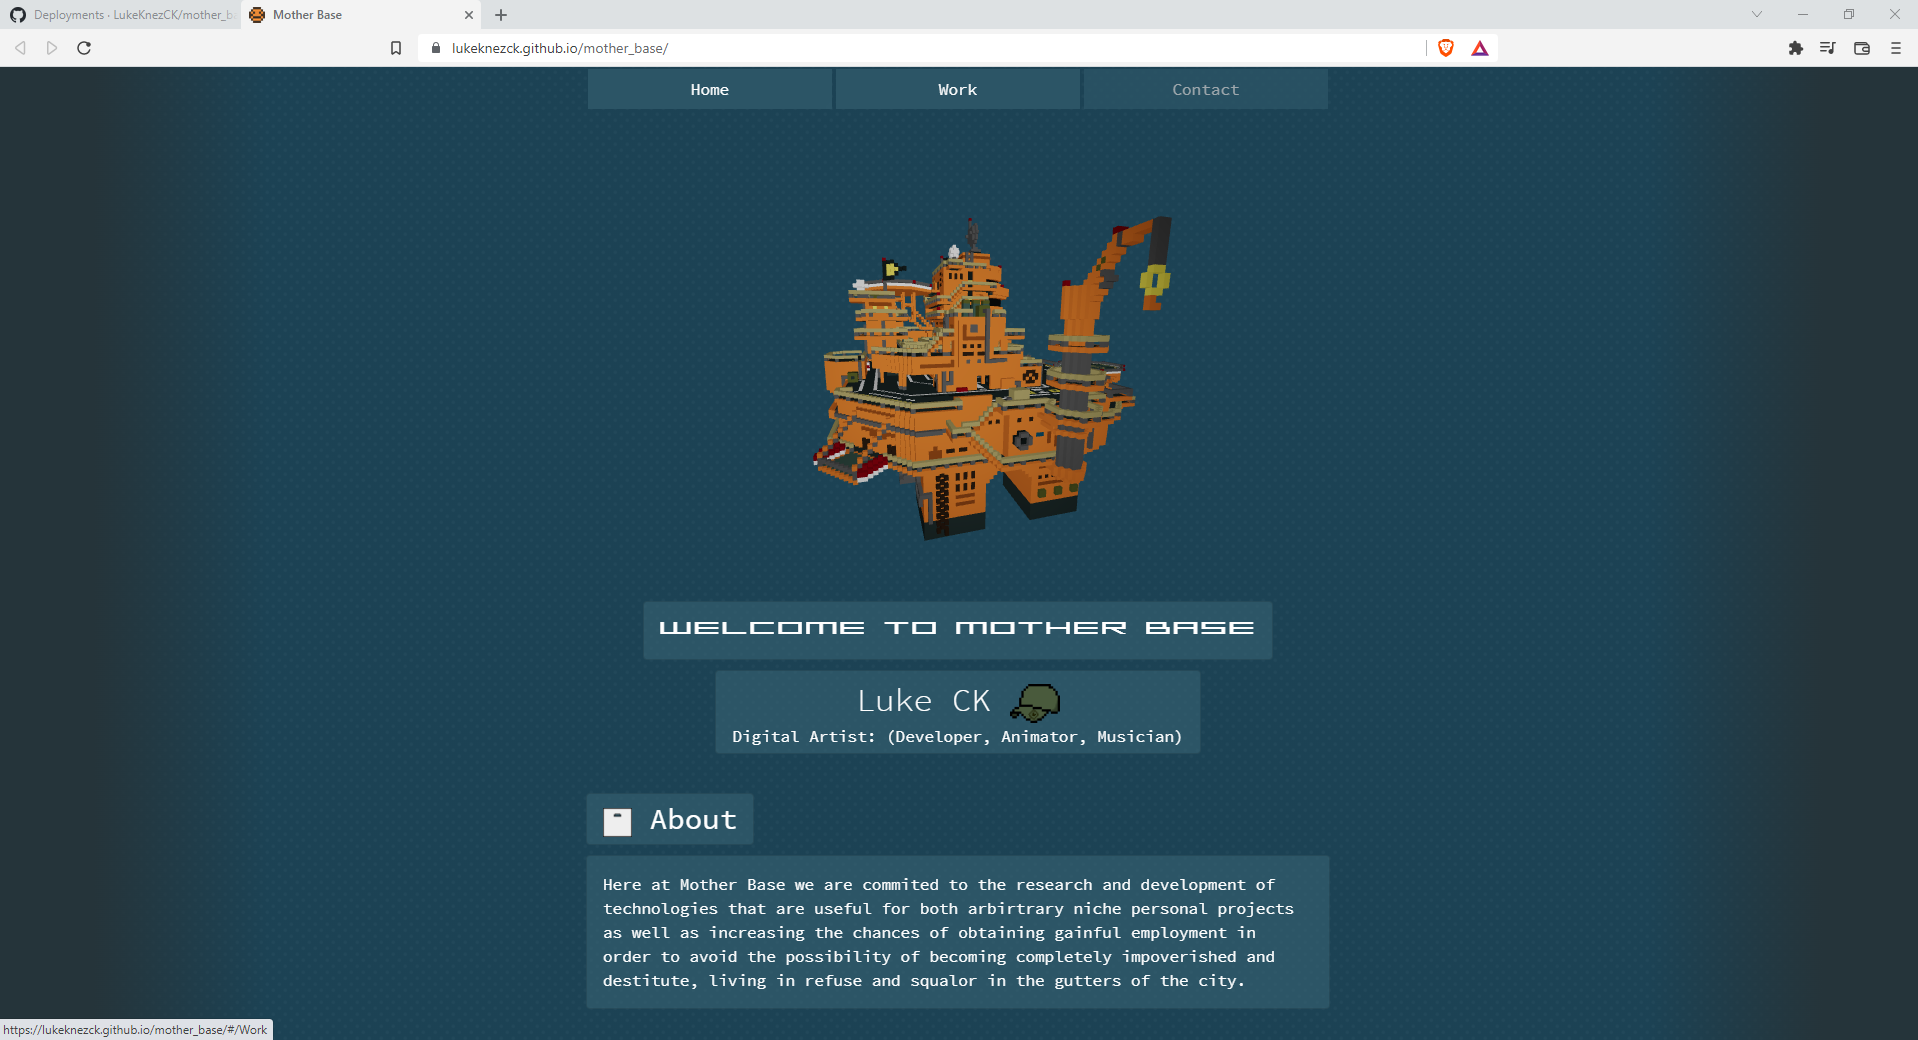 Deployments · LukeKnezCK/mother_b
Mother Base
lukeknezck.github.io/mother_base/
Home
Work
Contact
WELCOME TO MOTHER BASE
Luke CK
Digital Artist: (Developer, Animator, Musician)
About
Here at Mother Base we are commited to the research and development of
technologies that are useful for both arbirtrary niche personal projects
as well as increasing the chances of obtaining gainful employment in
order to avoid the possibility of becoming completely impoverished and
destitute, living in refuse and squalor in the gutters of the city.
https://lukeknezck.github.io/mother_base/#/Work